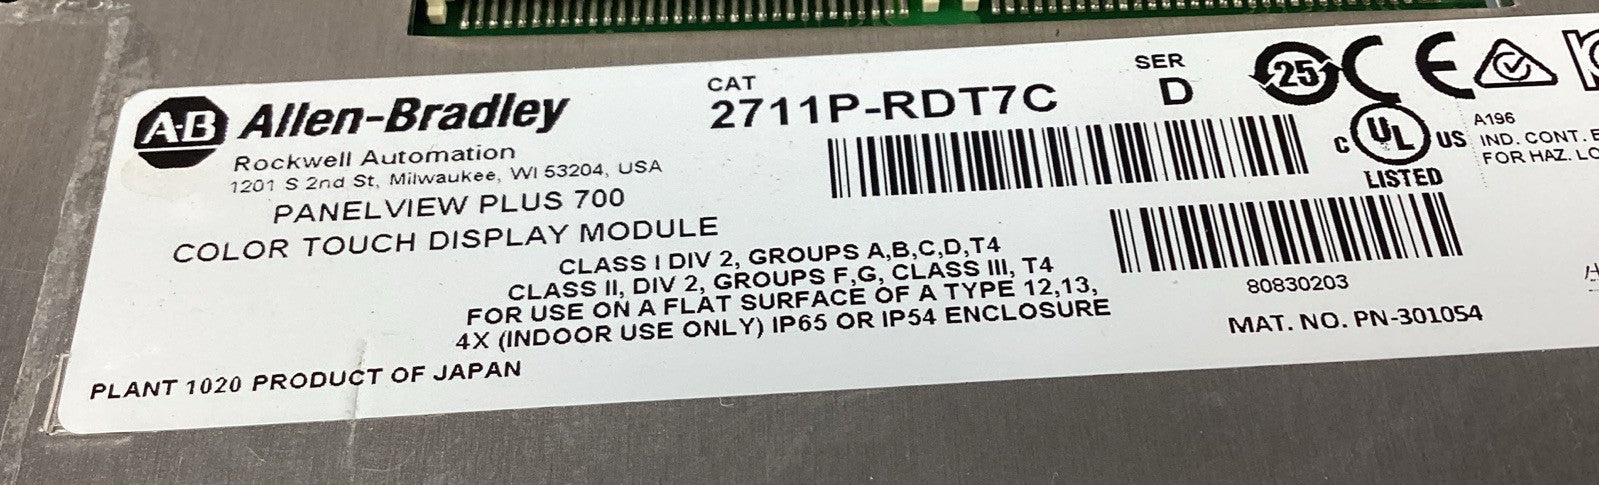 A-B Allen-Bradley
Rockwell Automation
1201 S 2nd St, Milwaukee, WI 53204, USA
PANELVIEW PLUS 700
COLOR TOUCH DISPLAY MODULE
CAT
2711P-RDT7C
SER
D
25
CE
C UL US
LISTED
A196
IND. CONT.
FOR HAZ.
CLASS I DIV 2, GROUPS A,B,C,D,T4
CLASS II, DIV 2, GROUPS F,G, CLASS III, T4
FOR USE ON A FLAT SURFACE OF A TYPE 12,13,
4X (INDOOR USE ONLY) IP65 OR IP54 ENCLOSURE
80830203
MAT. NO. PN-301054
PLANT 1020 PRODUCT OF JAPAN